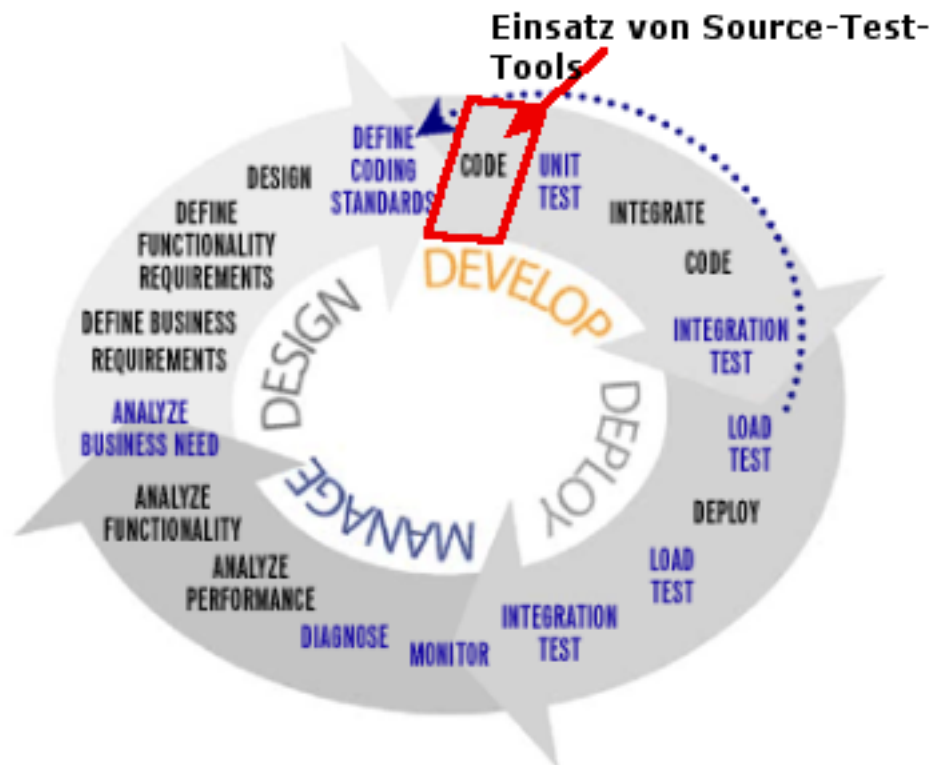 Einsatz von Source-Test-
Tools
DEFINE
CODING
STANDARDS
CODE
UNIT
TEST
INTEGRATE
CODE
INTEGRATION
TEST
LOAD
TEST
DEPLOY
LOAD
TEST
INTEGRATION
TEST
MONITOR
DIAGNOSE
ANALYZE
PERFORMANCE
ANALYZE
FUNCTIONALITY
ANALYZE
BUSINESS NEED
DEFINE BUSINESS
REQUIREMENTS
DEFINE
FUNCTIONALITY
REQUIREMENTS
DESIGN
DESIGN
DEVELOP
DEPLOY
MANAGE